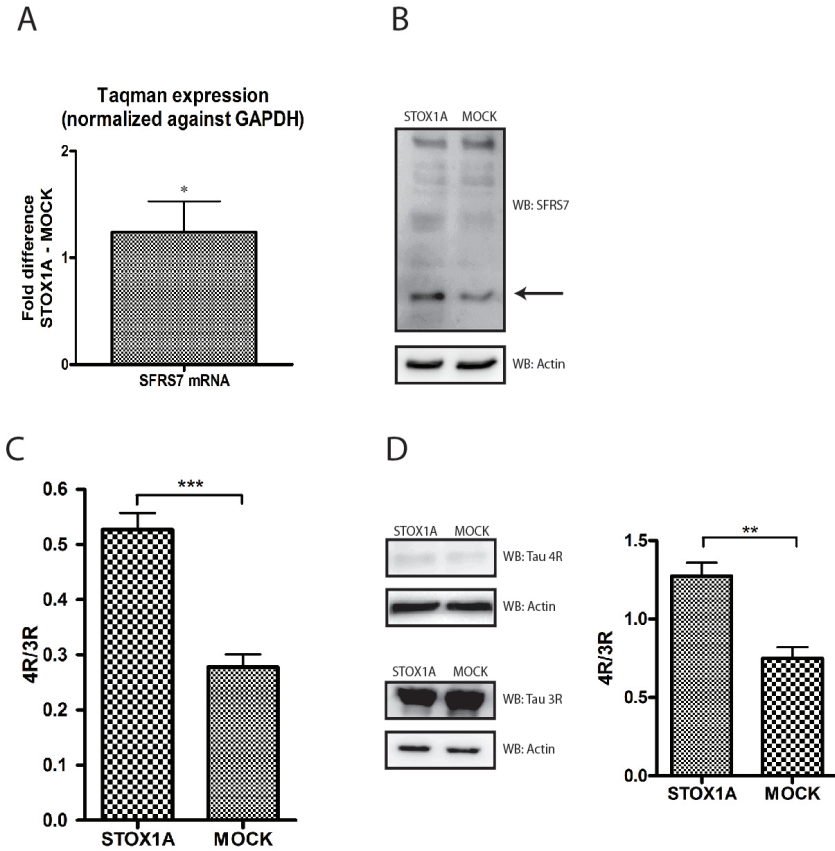 A
Taqman expression
(normalized against GAPDH)
Fold difference
STOX1A - MOCK
2
*
1
0
SFRS7 mRNA
B
STOX1A MOCK
WB: SFRS7
WB: Actin
C
4R/3R
0.6
***
0.5
0.4
0.3
0.2
0.1
0.0
STOX1A MOCK
D
STOX1A MOCK
WB: Tau 4R
WB: Actin
STOX1A MOCK
WB: Tau 3R
WB: Actin
4R/3R
1.5
**
1.0
0.5
0.0
STOX1A MOCK